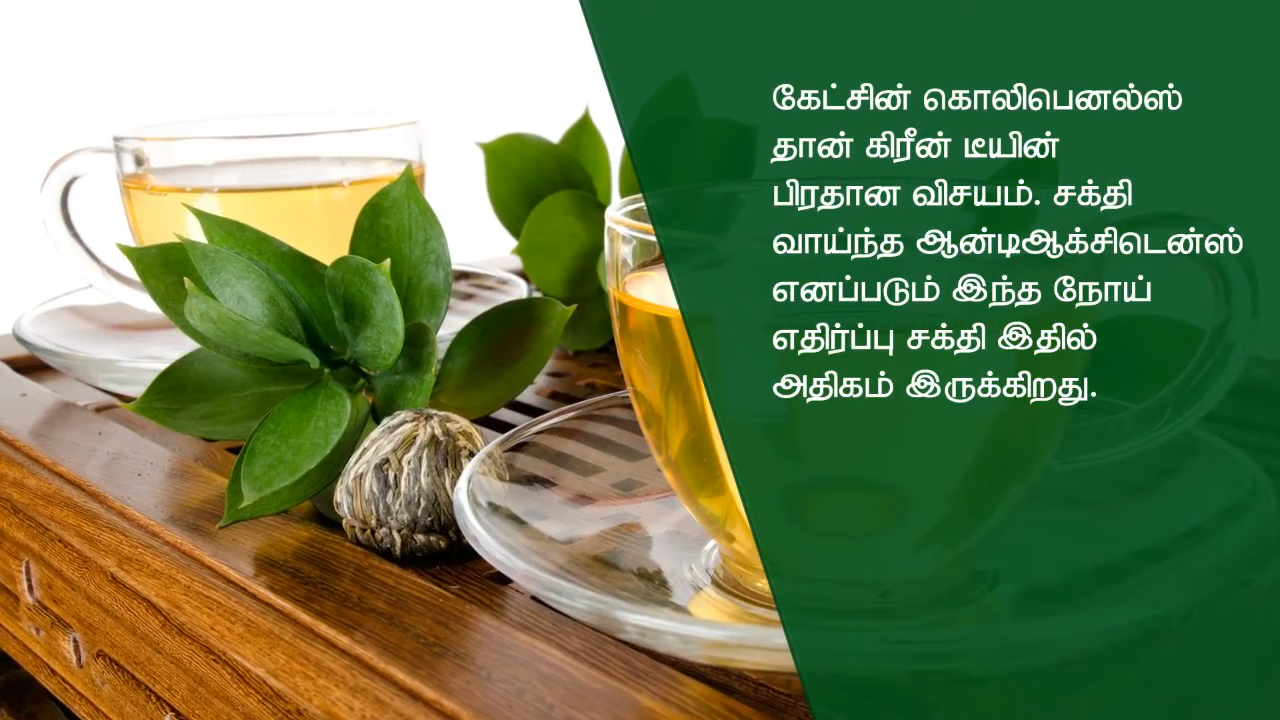 கேட்சின் கொலிபெனல்ஸ்
தான் கிரீன் டீயின்
பிரதான விசயம். சக்தி
வாய்ந்த ஆன்டிஆக்சிடென்ஸ்
எனப்படும் இந்த நோய்
எதிர்ப்பு சக்தி இதில்
அதிகம் இருக்கிறது.